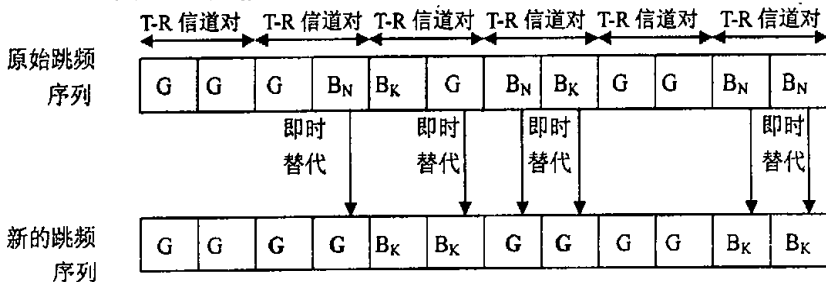 T-R 信道对 T-R 信道对 T-R 信道对 T-R 信道对 T-R 信道对 T-R 信道对
原始跳频
序列
G G G B_N B_K G B_N B_K G G B_N B_N
即时 即时 即时 即时
替代 替代 替代 替代
新的跳频
序列
G G G G B_K B_K G G G G B_K B_K